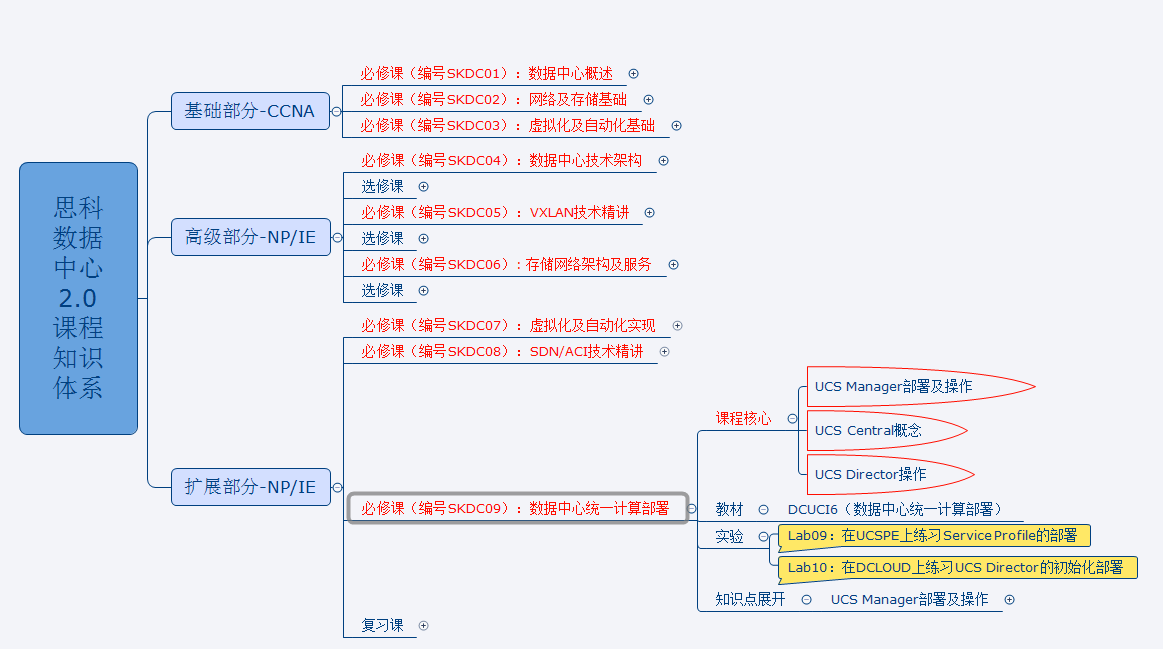 思科
数据
中心
2.0
课程
知识
体系
基础部分-CCNA
必修课（编号SKDC01）：数据中心概述
必修课（编号SKDC02）：网络及存储基础
必修课（编号SKDC03）：虚拟化及自动化基础
高级部分-NP/IE
必修课（编号SKDC04）：数据中心技术架构
选修课
必修课（编号SKDC05）：VXLAN技术精讲
选修课
必修课（编号SKDC06）: 存储网络架构及服务
选修课
扩展部分-NP/IE
必修课（编号SKDC07）：虚拟化及自动化实现
必修课（编号SKDC08）：SDN/ACI技术精讲
必修课（编号SKDC09）：数据中心统一计算部署
课程核心
UCS Manager部署及操作
UCS Central概念
UCS Director操作
教材
DCUCI6（数据中心统一计算部署）
实验
Lab09：在UCSPE上练习Service Profile的部署
Lab10：在DCLOUD上练习UCS Director的初始化部署
知识点展开
UCS Manager部署及操作
复习课